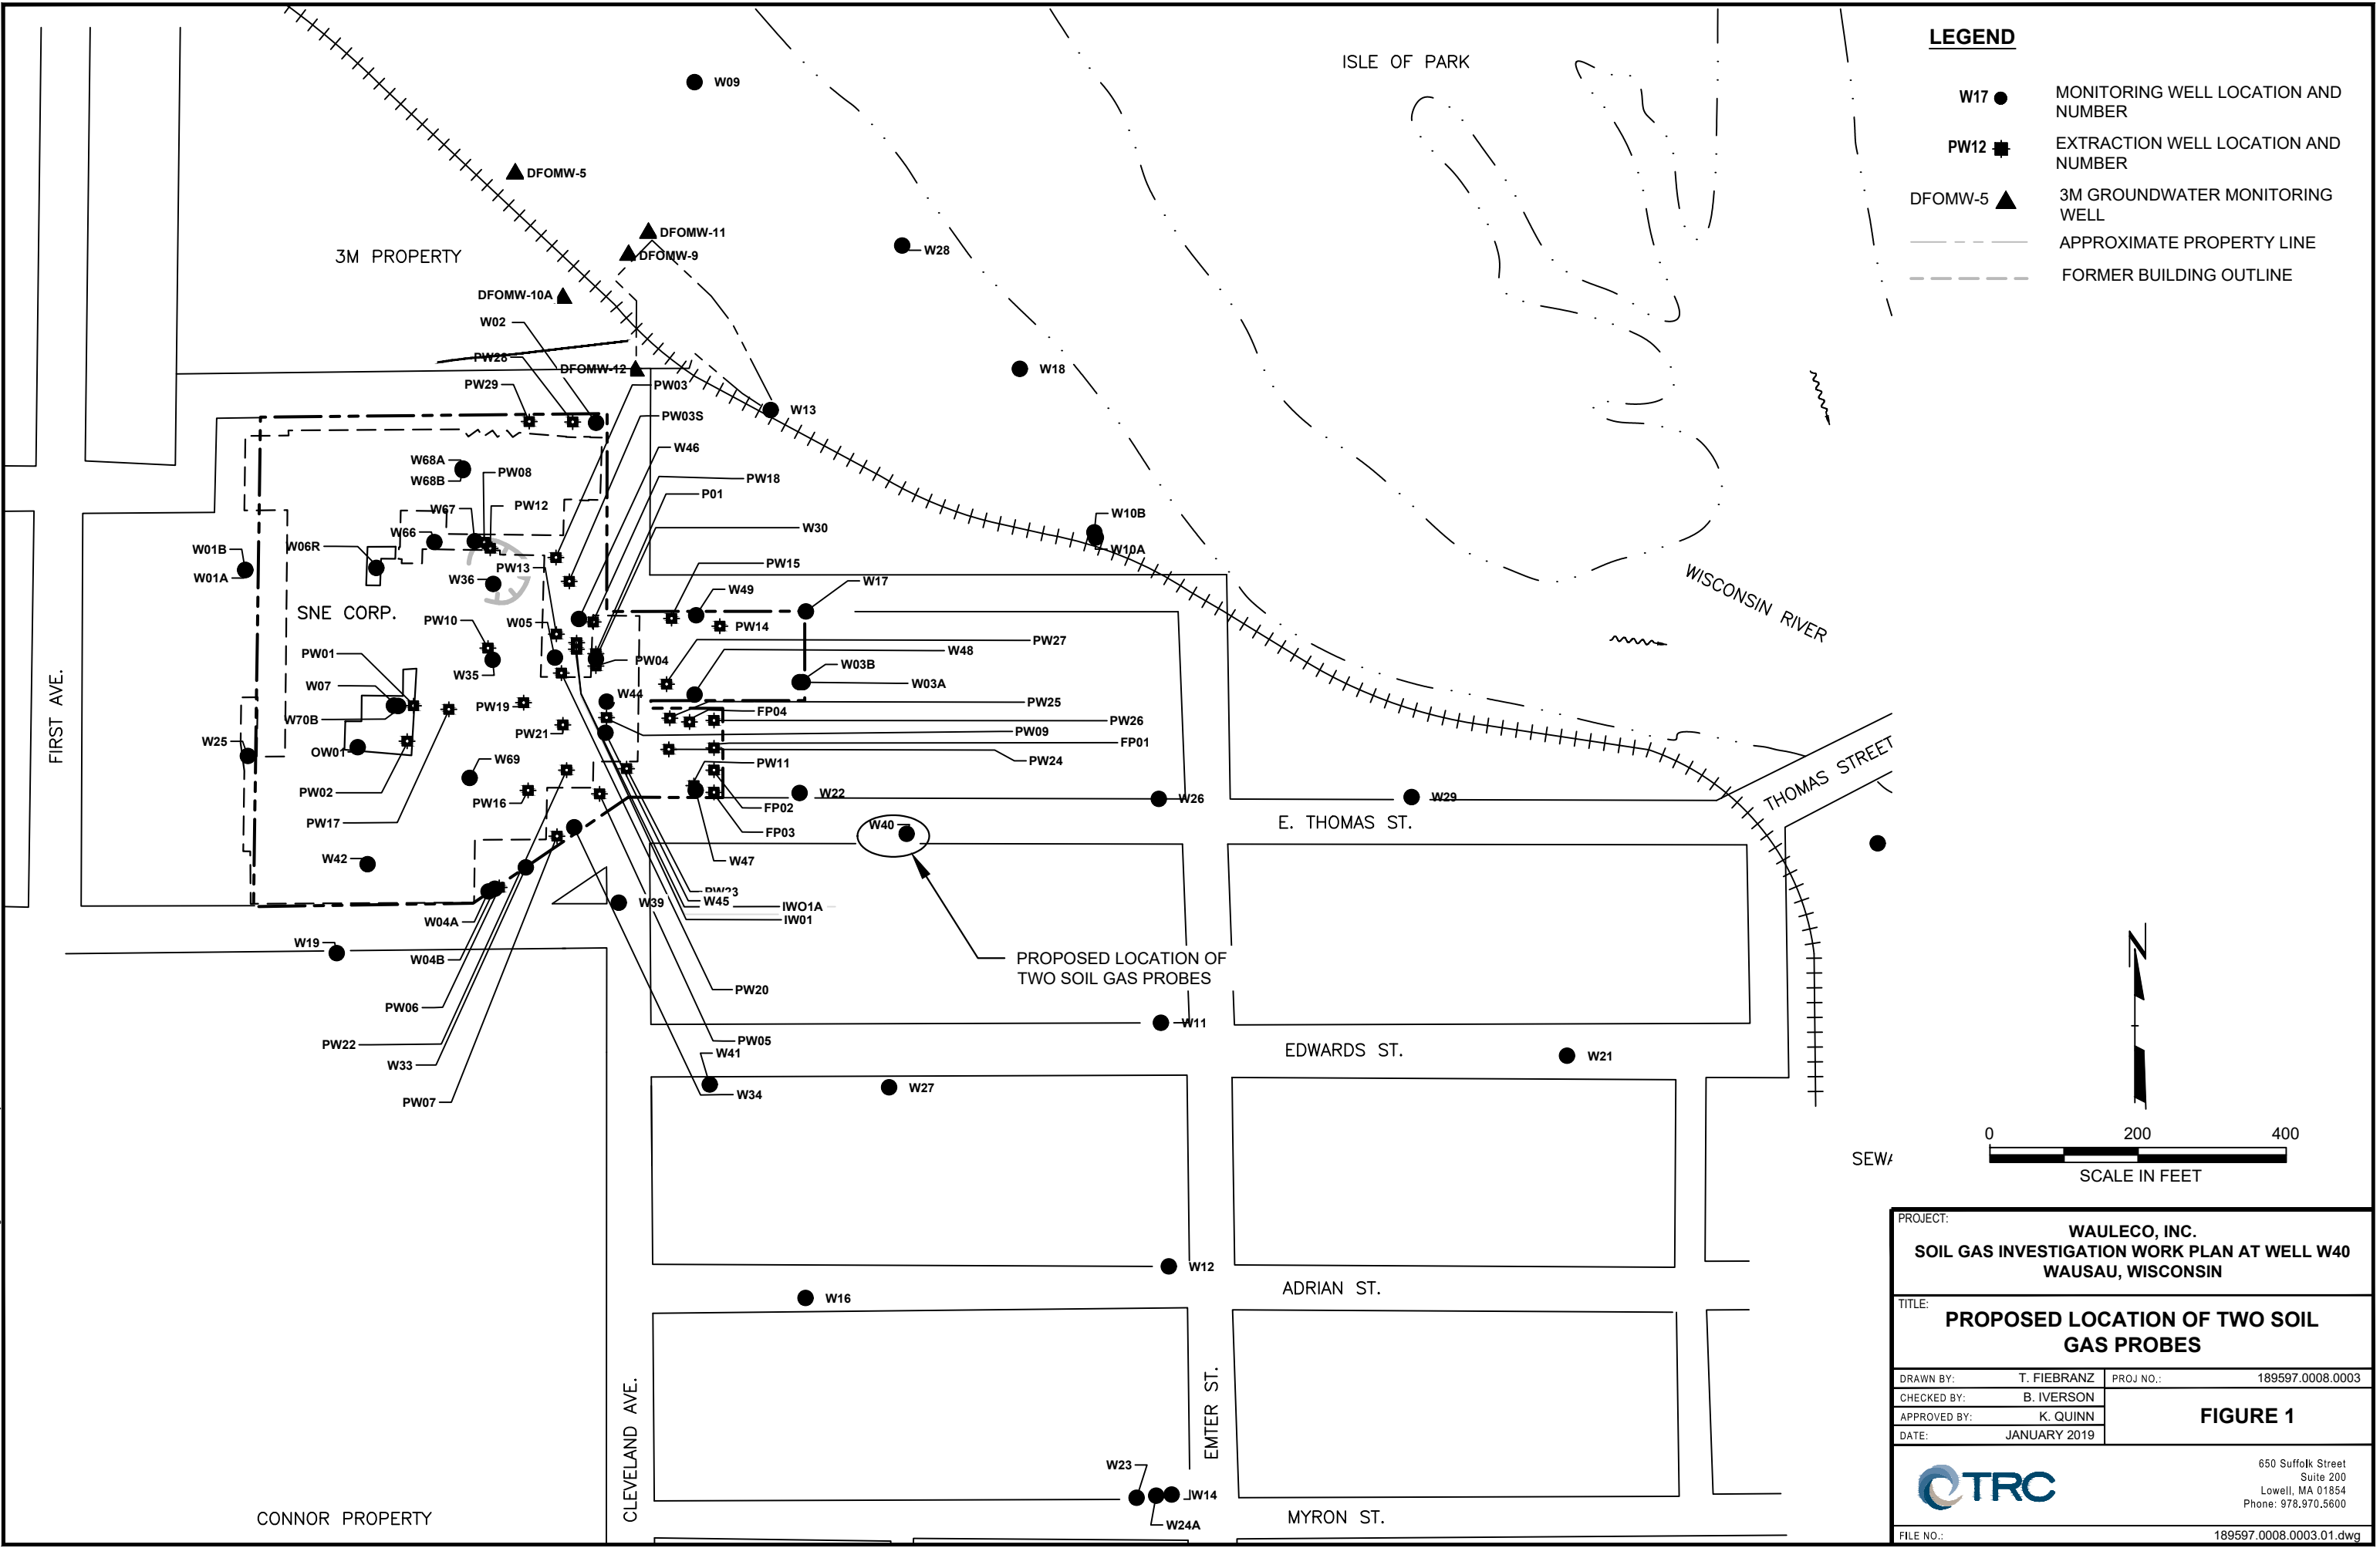 ISLE OF PARK
LEGEND
W17
MONITORING WELL LOCATION AND
NUMBER
PW12
EXTRACTION WELL LOCATION AND
NUMBER
DFOMW-5
3M GROUNDWATER MONITORING
WELL
APPROXIMATE PROPERTY LINE
FORMER BUILDING OUTLINE
W09
DFOMW-5
DFOMW-11
DFOMW-9
W28
3M PROPERTY
DFOMW-10A
W02
PW28
DFOMW-12
PW29
PW03
W18
W13
PW03S
W46
W68A
W68B
PW08
PW18
P01
PW12
W67
W66
W30
W10B
W10A
W01B
W06R
W01A
PW13
PW15
W36
W17
W49
SNE CORP.
PW10
W05
PW14
WISCONSIN RIVER
PW27
W48
PW01
PW04
W03B
W35
W03A
W07
W44
PW19
PW25
FP04
W70B
PW26
PW21
PW09
FIRST AVE.
W25
OW01
FP01
W69
PW24
PW11
PW02
PW16
FP02
W22
W26
W29
THOMAS STREET
PW17
FP03
W40
E. THOMAS ST.
W42
W47
PW23
W45
IWO1A
IW01
W39
W04A
W19
W04B
PROPOSED LOCATION OF
TWO SOIL GAS PROBES
PW20
PW06
W11
PW22
PW05
W41
EDWARDS ST.
W21
W33
W27
W34
PW07
N
0
200
400
SCALE IN FEET
SEWA
W12
ADRIAN ST.
W16
CLEVELAND AVE.
EMTER ST.
W23
W14
W24A
CONNOR PROPERTY
MYRON ST.
PROJECT:
WAULECO, INC.
SOIL GAS INVESTIGATION WORK PLAN AT WELL W40
WAUSAU, WISCONSIN
TITLE:
PROPOSED LOCATION OF TWO SOIL
GAS PROBES
DRAWN BY: T. FIEBRANZ
PROJ NO.: 189597.0008.0003
CHECKED BY: B. IVERSON
APPROVED BY: K. QUINN
DATE: JANUARY 2019
FIGURE 1
TRC
650 Suffolk Street
Suite 200
Lowell, MA 01854
Phone: 978.970.5600
FILE NO.: 189597.0008.0003.01.dwg